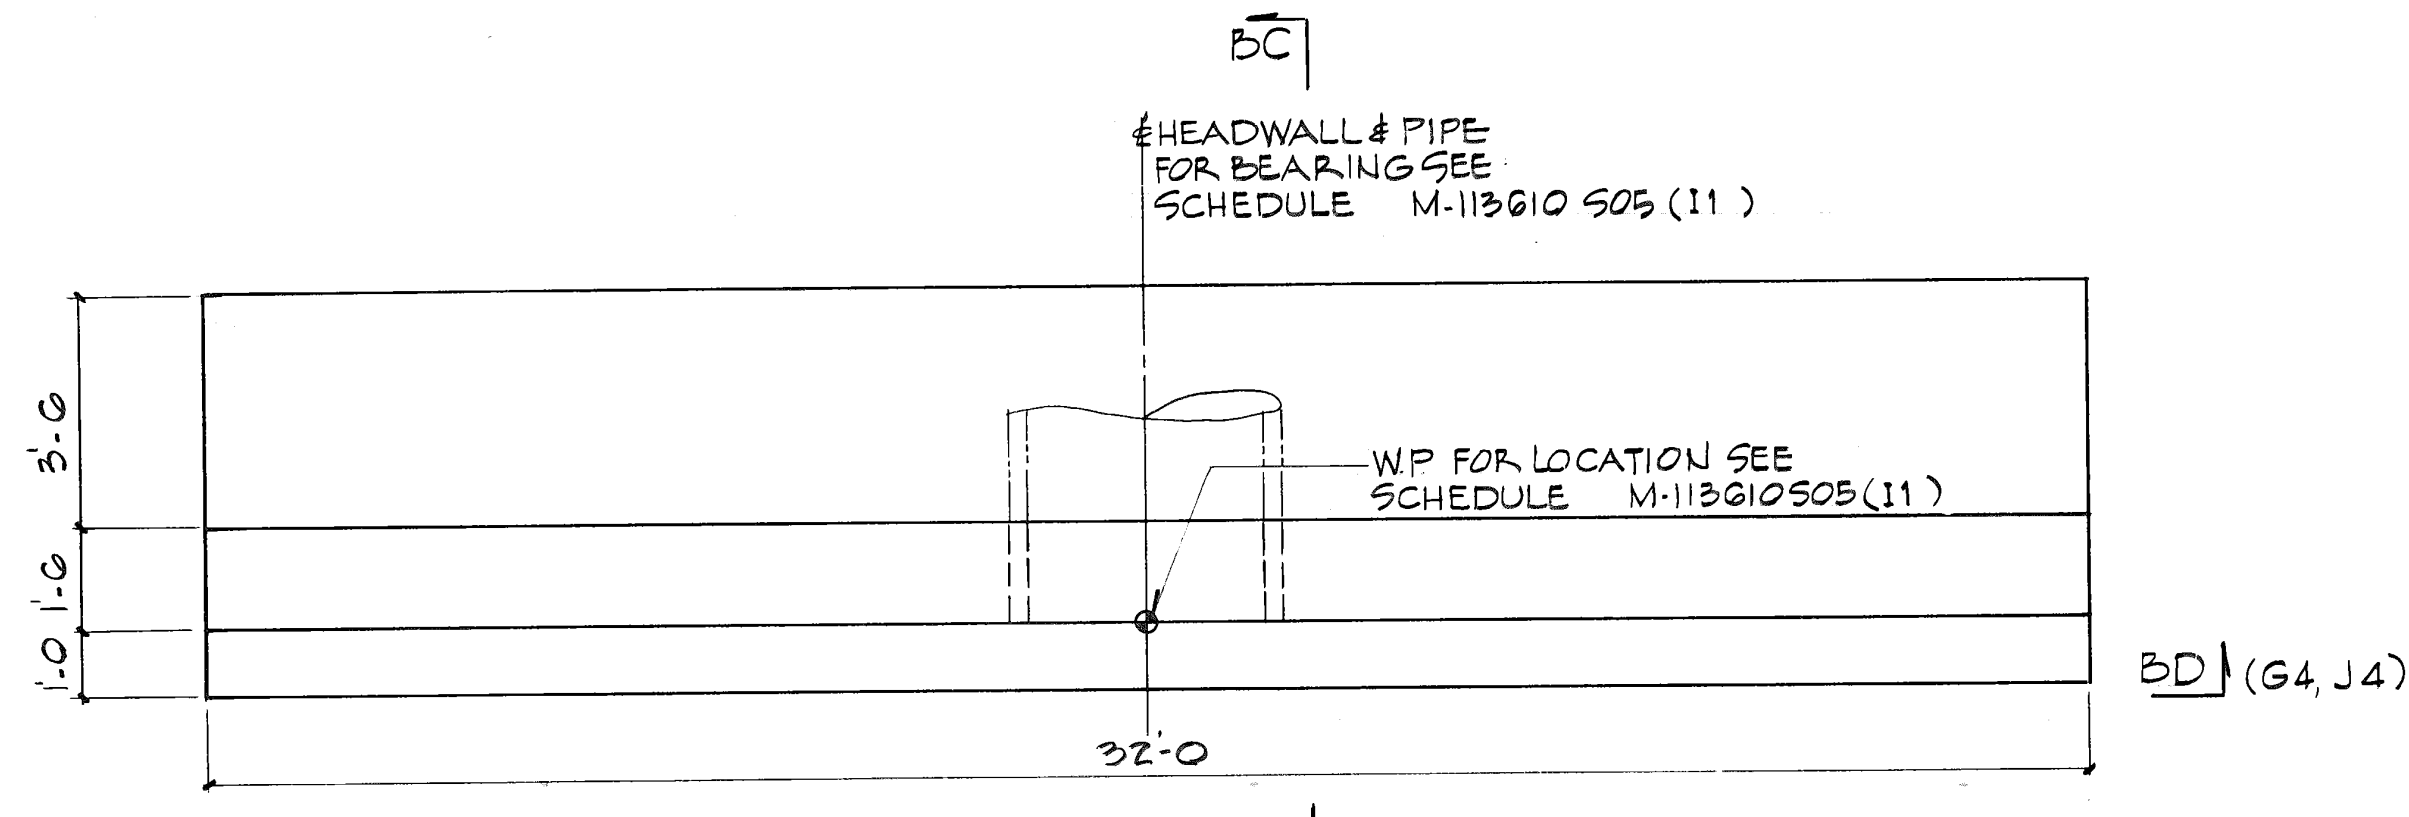 BC
℄ HEADWALL & PIPE
FOR BEARING SEE
SCHEDULE M-113610 S05 (I1 )
3'-6
W.P FOR LOCATION SEE
SCHEDULE M-113610S05(I1 )
1'-6
1'-0
BD (G4, J4)
32'-0